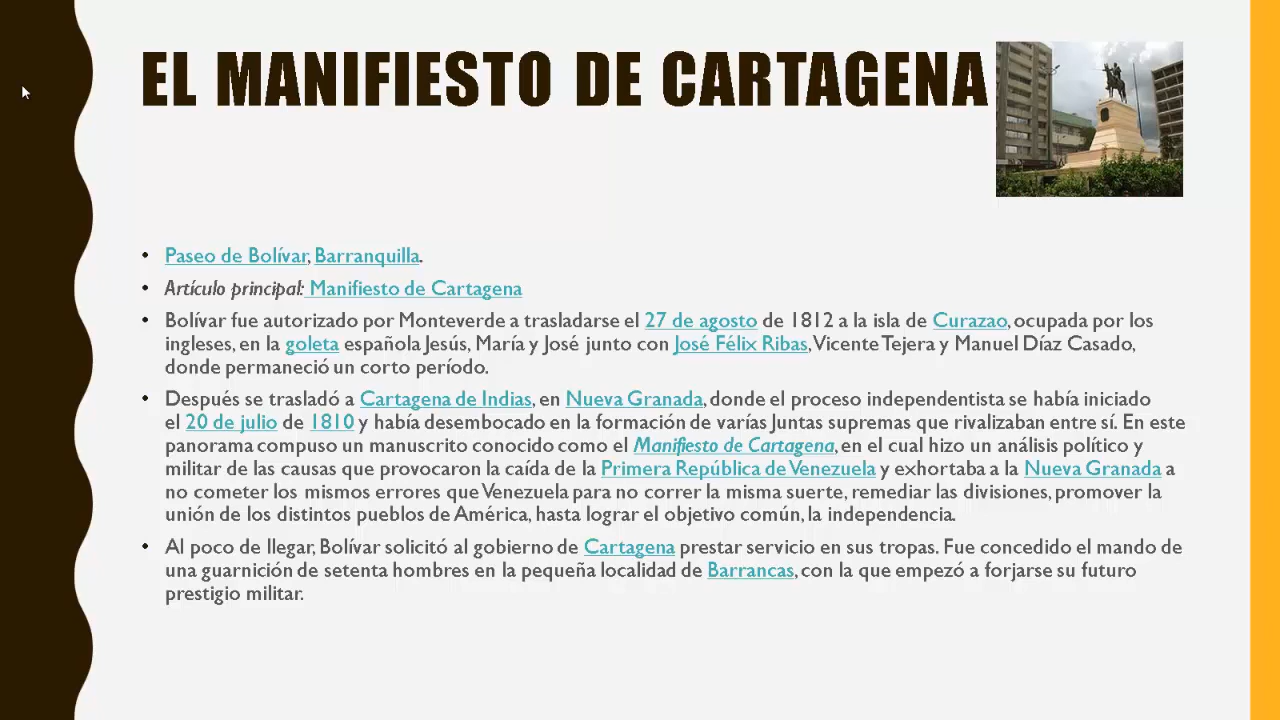 EL MANIFIESTO DE CARTAGENA
• Paseo de Bolívar, Barranquilla.
• Artículo principal: Manifiesto de Cartagena
• Bolívar fue autorizado por Monteverde a trasladarse el 27 de agosto de 1812 a la isla de Curazao, ocupada por los
ingleses, en la goleta española Jesús, María y José junto con José Félix Ribas, Vicente Tejera y Manuel Díaz Casado,
donde permaneció un corto período.
• Después se trasladó a Cartagena de Indias, en Nueva Granada, donde el proceso independentista se había iniciado
el 20 de julio de 1810 y había desembocado en la formación de varías Juntas supremas que rivalizaban entre sí. En este
panorama compuso un manuscrito conocido como el Manifiesto de Cartagena, en el cual hizo un análisis político y
militar de las causas que provocaron la caída de la Primera República de Venezuela y exhortaba a la Nueva Granada a
no cometer los mismos errores que Venezuela para no correr la misma suerte, remediar las divisiones, promover la
unión de los distintos pueblos de América, hasta lograr el objetivo común, la independencia.
• Al poco de llegar, Bolívar solicitó al gobierno de Cartagena prestar servicio en sus tropas. Fue concedido el mando de
una guarnición de setenta hombres en la pequeña localidad de Barrancas, con la que empezó a forjarse su futuro
prestigio militar.